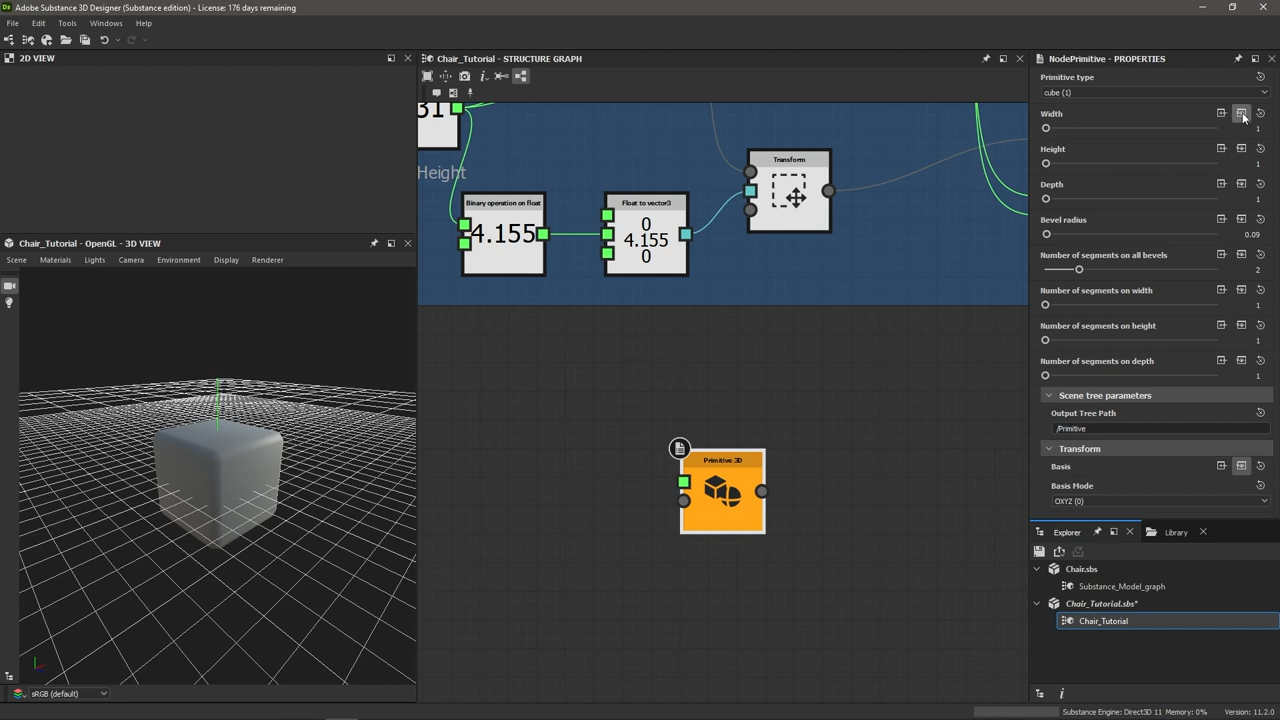 Adobe Substance 3D Designer (Substance edition) - License: 176 days remaining
File Edit Tools Windows Help
2D VIEW
Chair_Tutorial - OpenGL - 3D VIEW
Scene Materials Lights Camera Environment Display Renderer
sRGB (default)
Chair_Tutorial - STRUCTURE GRAPH
31
Height
Binary operation on float
4.155
Float to vector3
0
4.155
0
Transform
Primitive 3D
NodePrimitive - PROPERTIES
Primitive type
cube (1)
Width
1
Height
1
Depth
1
Bevel radius
0.09
Number of segments on all bevels
2
Number of segments on width
1
Number of segments on height
1
Number of segments on depth
1
Scene tree parameters
Output Tree Path
/Primitive
Transform
Basis
Basis Mode
OXYZ (0)
Explorer Library
Chair.sbs
Substance_Model_graph
Chair_Tutorial.sbs*
Chair_Tutorial
Substance Engine: Direct3D 11 Memory: 0% Version: 11.2.0